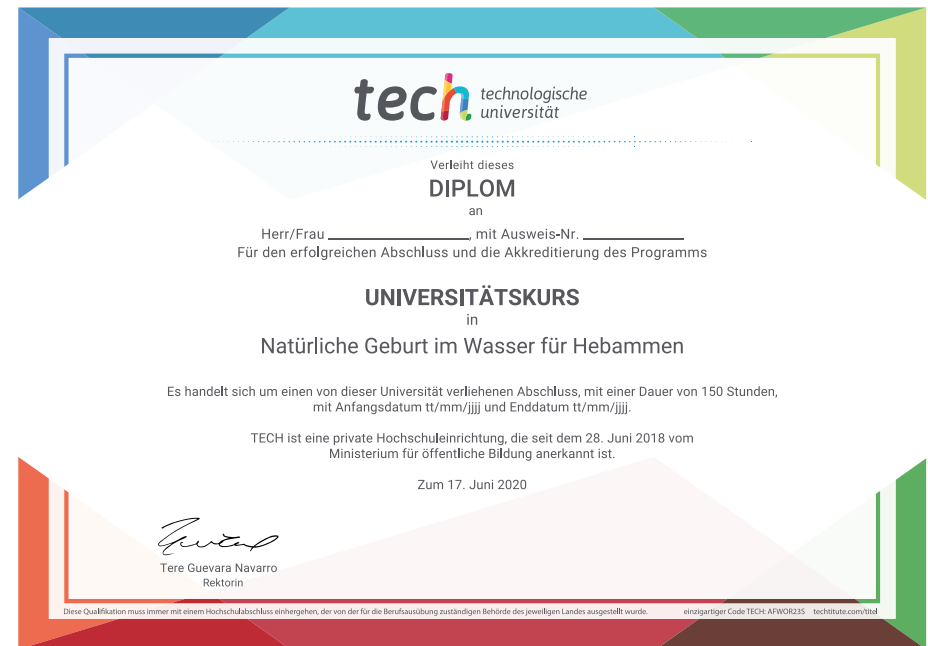 tech technologische
universität
Verleiht dieses
DIPLOM
an
Herr/Frau ____________________, mit Ausweis-Nr. ______________
Für den erfolgreichen Abschluss und die Akkreditierung des Programms
UNIVERSITÄTSKURS
in
Natürliche Geburt im Wasser für Hebammen
Es handelt sich um einen von dieser Universität verliehenen Abschluss, mit einer Dauer von 150 Stunden,
mit Anfangsdatum tt/mm/jjjj und Enddatum tt/mm/jjjj.
TECH ist eine private Hochschuleinrichtung, die seit dem 28. Juni 2018 vom
Ministerium für öffentliche Bildung anerkannt ist.
Zum 17. Juni 2020
Tere Guevara Navarro
Rektorin
Diese Qualifikation muss immer mit einem Hochschulabschluss einhergehen, der von der für die Berufsausübung zuständigen Behörde des jeweiligen Landes ausgestellt wurde. einzigartiger Code TECH: AFWOR23S techtitute.com/titel